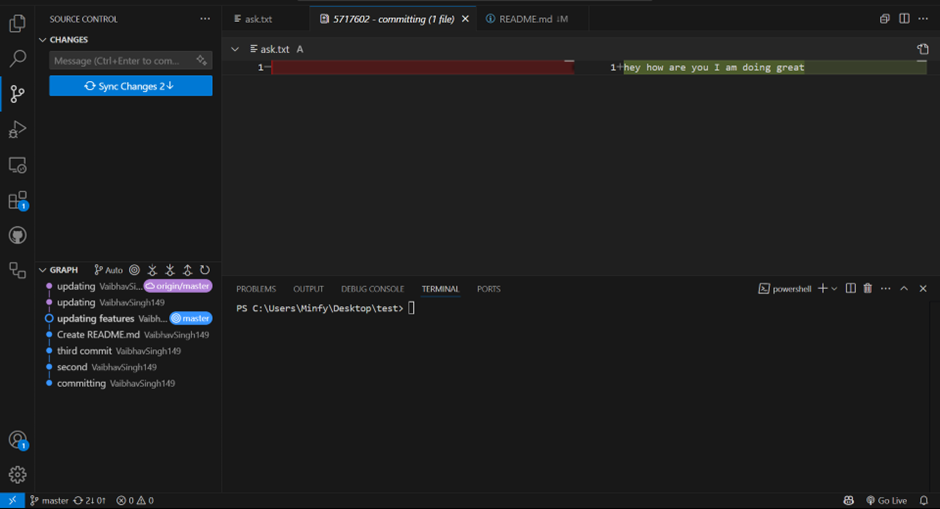 SOURCE CONTROL ...
ask.txt
5717602 - committing (1 file)
README.md ↓M
CHANGES
Message (Ctrl+Enter to com...
Sync Changes 2↓
ask.txt A
1
1+hey how are you I am doing great
1
GRAPH
Auto
updating VaibhavSi... origin/master
updating VaibhavSingh149
updating features Vaibh... master
Create README.md VaibhavSingh149
third commit VaibhavSingh149
second VaibhavSingh149
committing VaibhavSingh149
PROBLEMS OUTPUT DEBUG CONSOLE TERMINAL PORTS
powershell
PS C:\Users\Minfy\Desktop\test>
1
master 2↓ 0↑ 0 0
Go Live